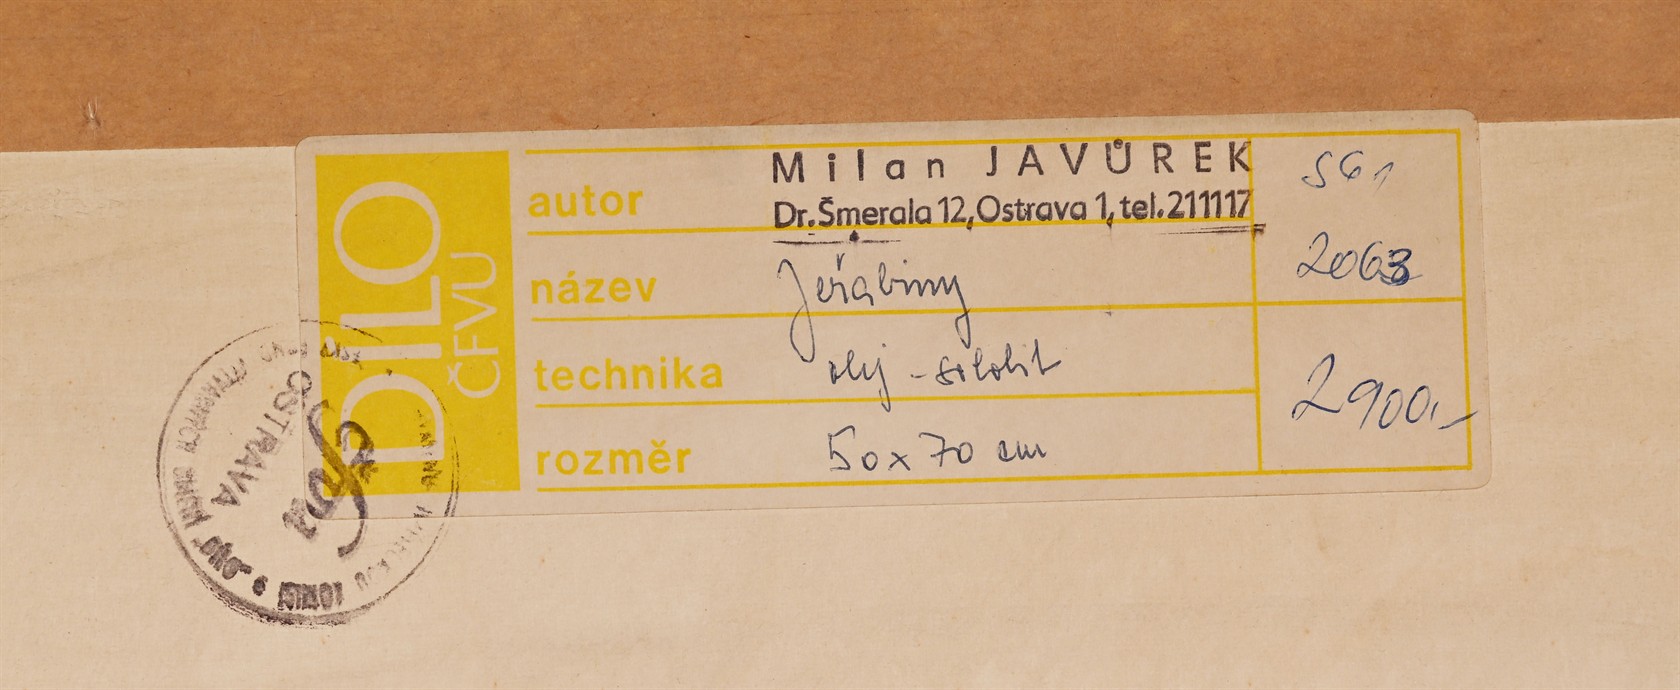 DÍLO
ČFVU
autor
Milan JAVŮREK
Dr. Šmerala 12, Ostrava 1, tel. 211117
název
Jeřabiny
technika
olej - sololit
rozměr
50 x 70 cm
561
2063
2900,-
OSTRAVA